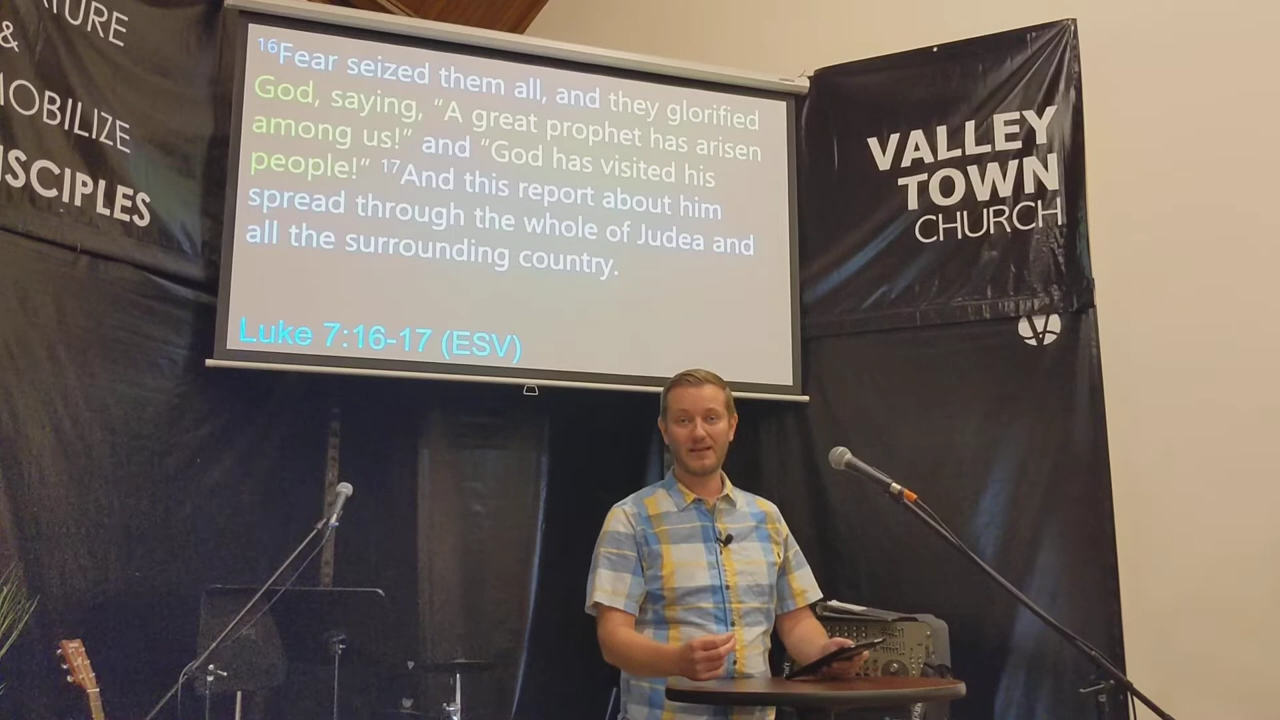 &
MOBILIZE
DISCIPLES
16Fear seized them all, and they glorified
God, saying, “A great prophet has arisen
among us!” and “God has visited his
people!” 17And this report about him
spread through the whole of Judea and
all the surrounding country.
Luke 7:16-17 (ESV)
VALLEY
TOWN
CHURCH